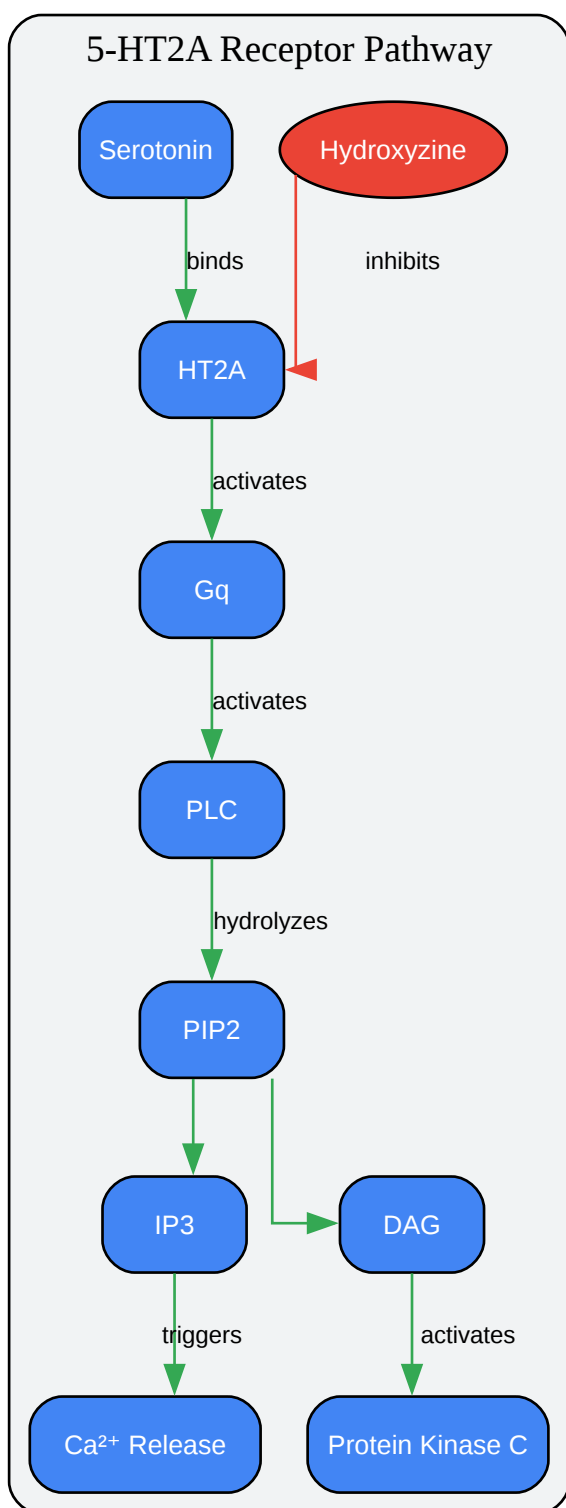 5-HT2A Receptor Pathway
Serotonin
Hydroxyzine
binds
inhibits
HT2A
activates
Gq
activates
PLC
hydrolyzes
PIP2
IP3
DAG
triggers
activates
Ca²⁺ Release
Protein Kinase C